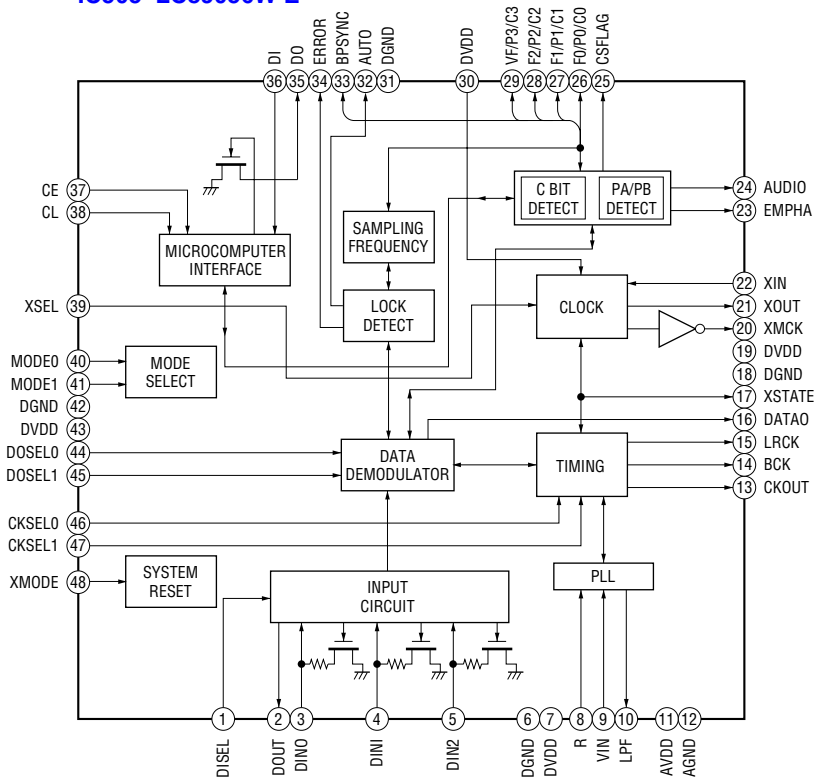 36 DI
35 DO
34 ERROR
33 BPSYNC
32 AUTO
31 DGND
30 DVDD
29 VF/P3/C3
28 F2/P2/C2
27 F1/P1/C1
26 F0/P0/C0
25 CSFLAG
CE 37
CL 38
XSEL 39
MODE0 40
MODE1 41
DGND 42
DVDD 43
DOSEL0 44
DOSEL1 45
CKSEL0 46
CKSEL1 47
XMODE 48
MICROCOMPUTER
INTERFACE
SAMPLING
FREQUENCY
C BIT
DETECT
PA/PB
DETECT
LOCK
DETECT
CLOCK
MODE
SELECT
DATA
DEMODULATOR
TIMING
SYSTEM
RESET
INPUT
CIRCUIT
PLL
24 AUDIO
23 EMPHA
22 XIN
21 XOUT
20 XMCK
19 DVDD
18 DGND
17 XSTATE
16 DATAO
15 LRCK
14 BCK
13 CKOUT
1 DISEL
2 DOUT
3 DINO
4 DINI
5 DIN2
6 DGND
7 DVDD
8 R
9 VIN
10 LPF
11 AVDD
12 AGND